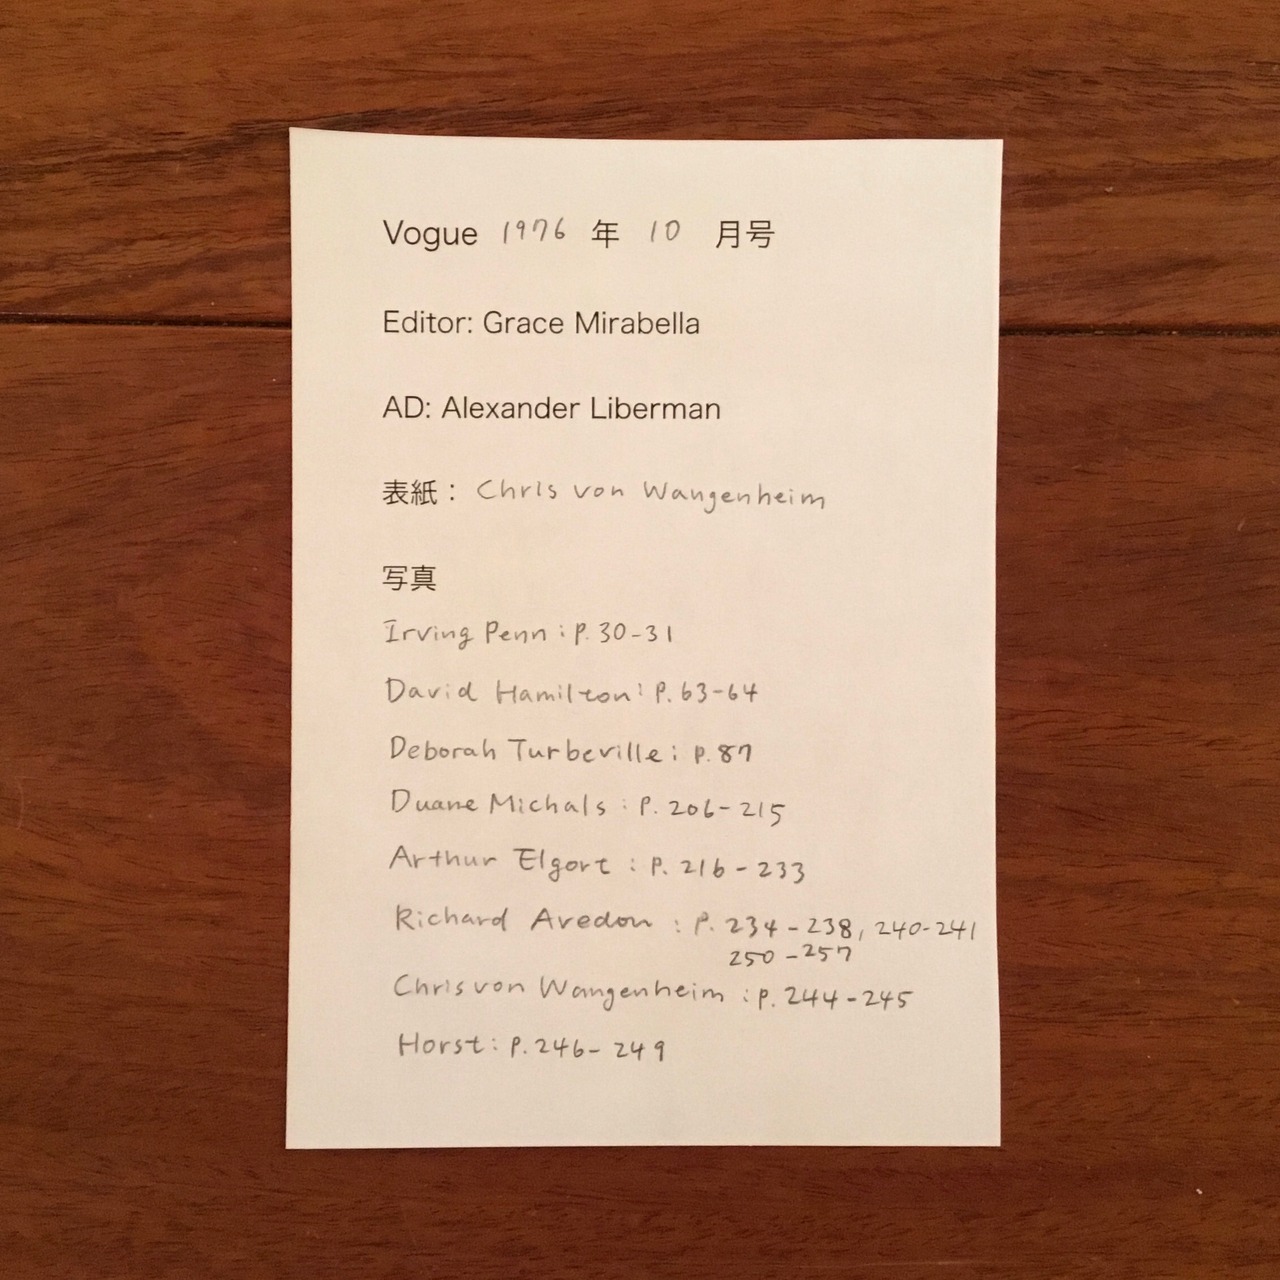 Vogue 1976 年 10 月号
Editor: Grace Mirabella
AD: Alexander Liberman
表紙： Chris von Wangenheim
写真
Irving Penn : p. 30-31
David Hamilton : p. 63-64
Deborah Turbeville : p. 87
Duane Michals : p. 206-215
Arthur Elgort : p. 216-233
Richard Avedon : p. 234-238, 240-241
250-257
Chris von Wangenheim : p. 244-245
Horst : p. 246-249